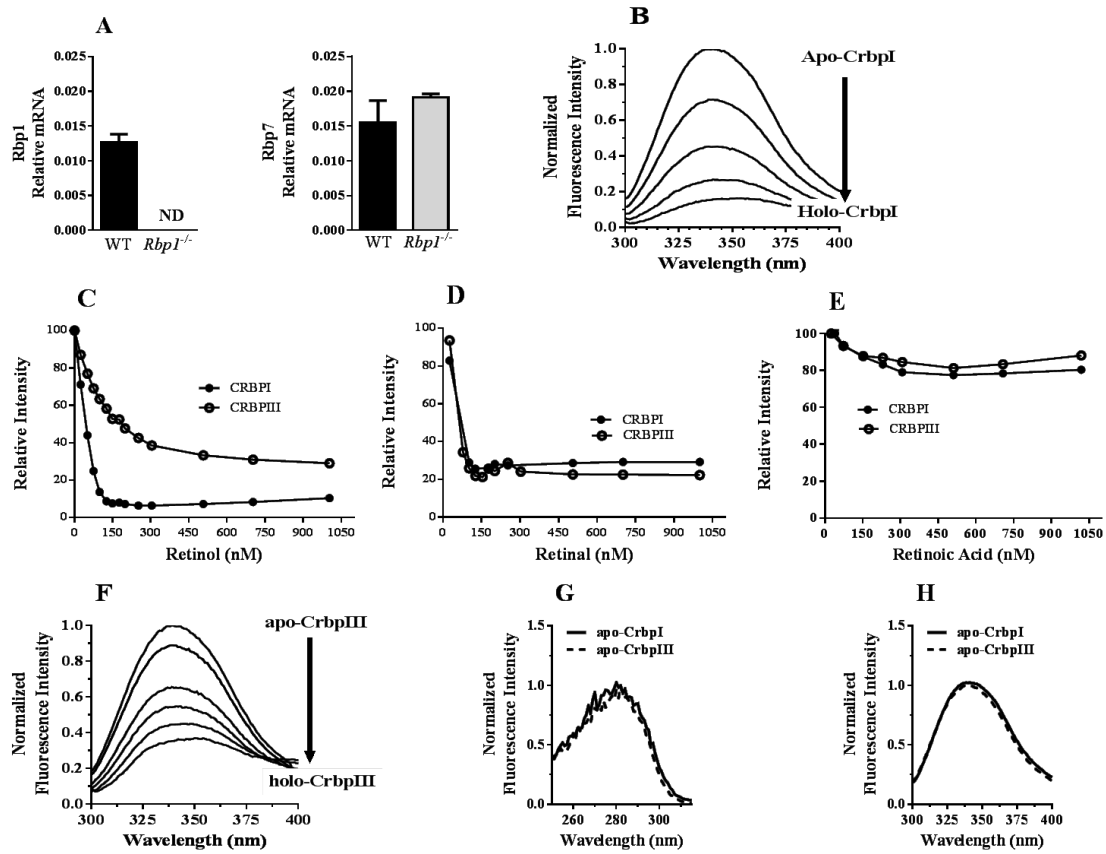 A
Rbp1
Relative mRNA
0.025
0.020
0.015
0.010
0.005
0.000
ND
WT Rbp1-/-
Rbp7
Relative mRNA
0.025
0.020
0.015
0.010
0.005
0.000
WT Rbp1-/-
B
Normalized
Fluorescence Intensity
1.0
0.8
0.6
0.4
0.2
0.0
Apo-CrbpI
Holo-CrbpI
300 325 350 375 400
Wavelength (nm)
C
Relative Intensity
100
80
60
40
20
0
CRBPI
CRBPIII
0 150 300 450 600 750 900 1050
Retinol (nM)
D
Relative Intensity
100
80
60
40
20
0
CRBPI
CRBPIII
0 150 300 450 600 750 900 1050
Retinal (nM)
E
Relative Intensity
100
80
60
40
20
0
CRBPI
CRBPIII
0 150 300 450 600 750 900 1050
Retinoic Acid (nM)
F
Normalized
Fluorescence Intensity
1.0
0.8
0.6
0.4
0.2
0.0
apo-CrbpIII
holo-CrbpIII
300 325 350 375 400
Wavelength (nm)
G
apo-CrbpI
apo-CrbpIII
Normalized
Fluorescence Intensity
1.5
1.0
0.5
0.0
260 280 300
Wavelength (nm)
H
apo-CrbpI
apo-CrbpIII
Normalized
Fluorescence Intensity
1.5
1.0
0.5
0.0
300 325 350 375 400
Wavelength (nm)